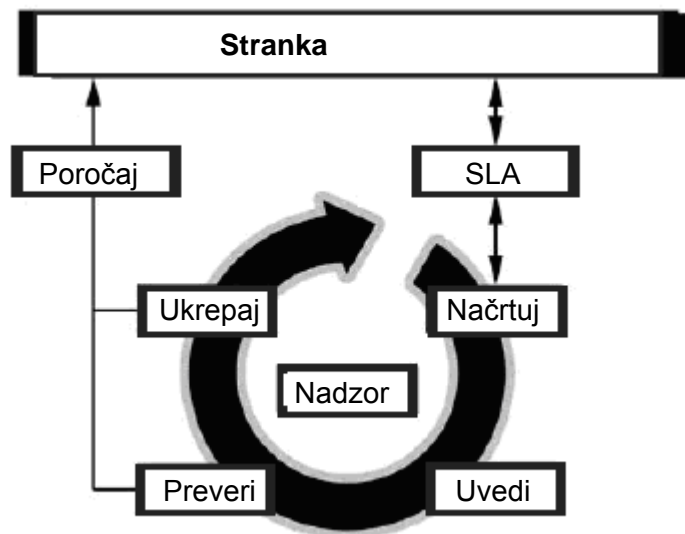 Stranka
Poročaj
SLA
Ukrepaj
Načrtuj
Nadzor
Preveri
Uvedi